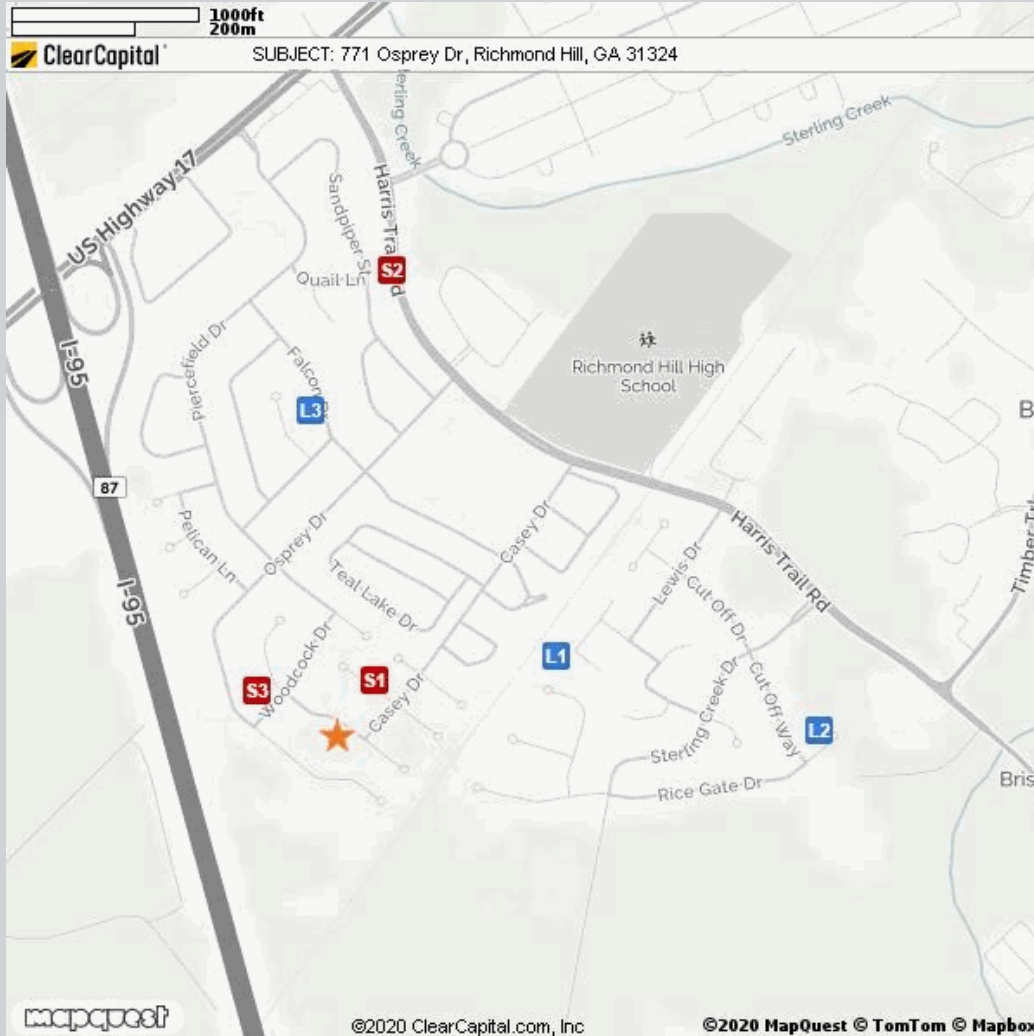 1000ft
200m
ClearCapital
SUBJECT: 771 Osprey Dr, Richmond Hill, GA 31324
Sterling Creek
Sterling Creek
US Highway 17
Harris Trail Rd
Sandpiper St
S2
Quail Ln
I-95
Piercefield Dr
Falcon Dr
L3
Richmond Hill High
School
B
87
Pelican Ln
Osprey Dr
Casey Dr
Harris Trail Rd
Timber Trl
I-95
Teal Lake Dr
Lewis Dr
Cut Off Dr
L1
S3
Woodcock Dr
S1
Casey Dr
Sterling Creek Dr
Cut Off Way
L2
Rice Gate Dr
Bris
mapquest
©2020 ClearCapital.com, Inc
©2020 MapQuest © TomTom © Mapbox